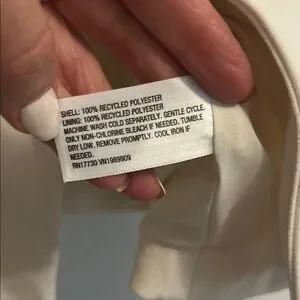 SHELL: 100% RECYCLED POLYESTER
LINING: 100% RECYCLED POLYESTER
MACHINE WASH COLD SEPARATELY. GENTLE CYCLE.
ONLY NON-CHLORINE BLEACH IF NEEDED. TUMBLE
DRY LOW. REMOVE PROMPTLY. COOL IRON IF
NEEDED.
RN17730 VN1989909